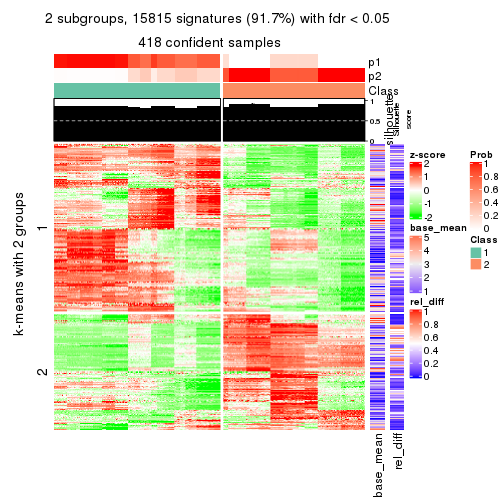 2 subgroups, 15815 signatures (91.7%) with fdr < 0.05
418 confident samples
p1
p2
Class
1
0.5
0
silhouette
Silhouette
score
k-means with 2 groups
1
2
base_mean
rel_diff
z-score
2
1
0
-1
-2
base_mean
5
4
3
2
1
rel_diff
1
0.8
0.6
0.4
0.2
0
Prob
1
0.8
0.6
0.4
0.2
0
Class
1
2